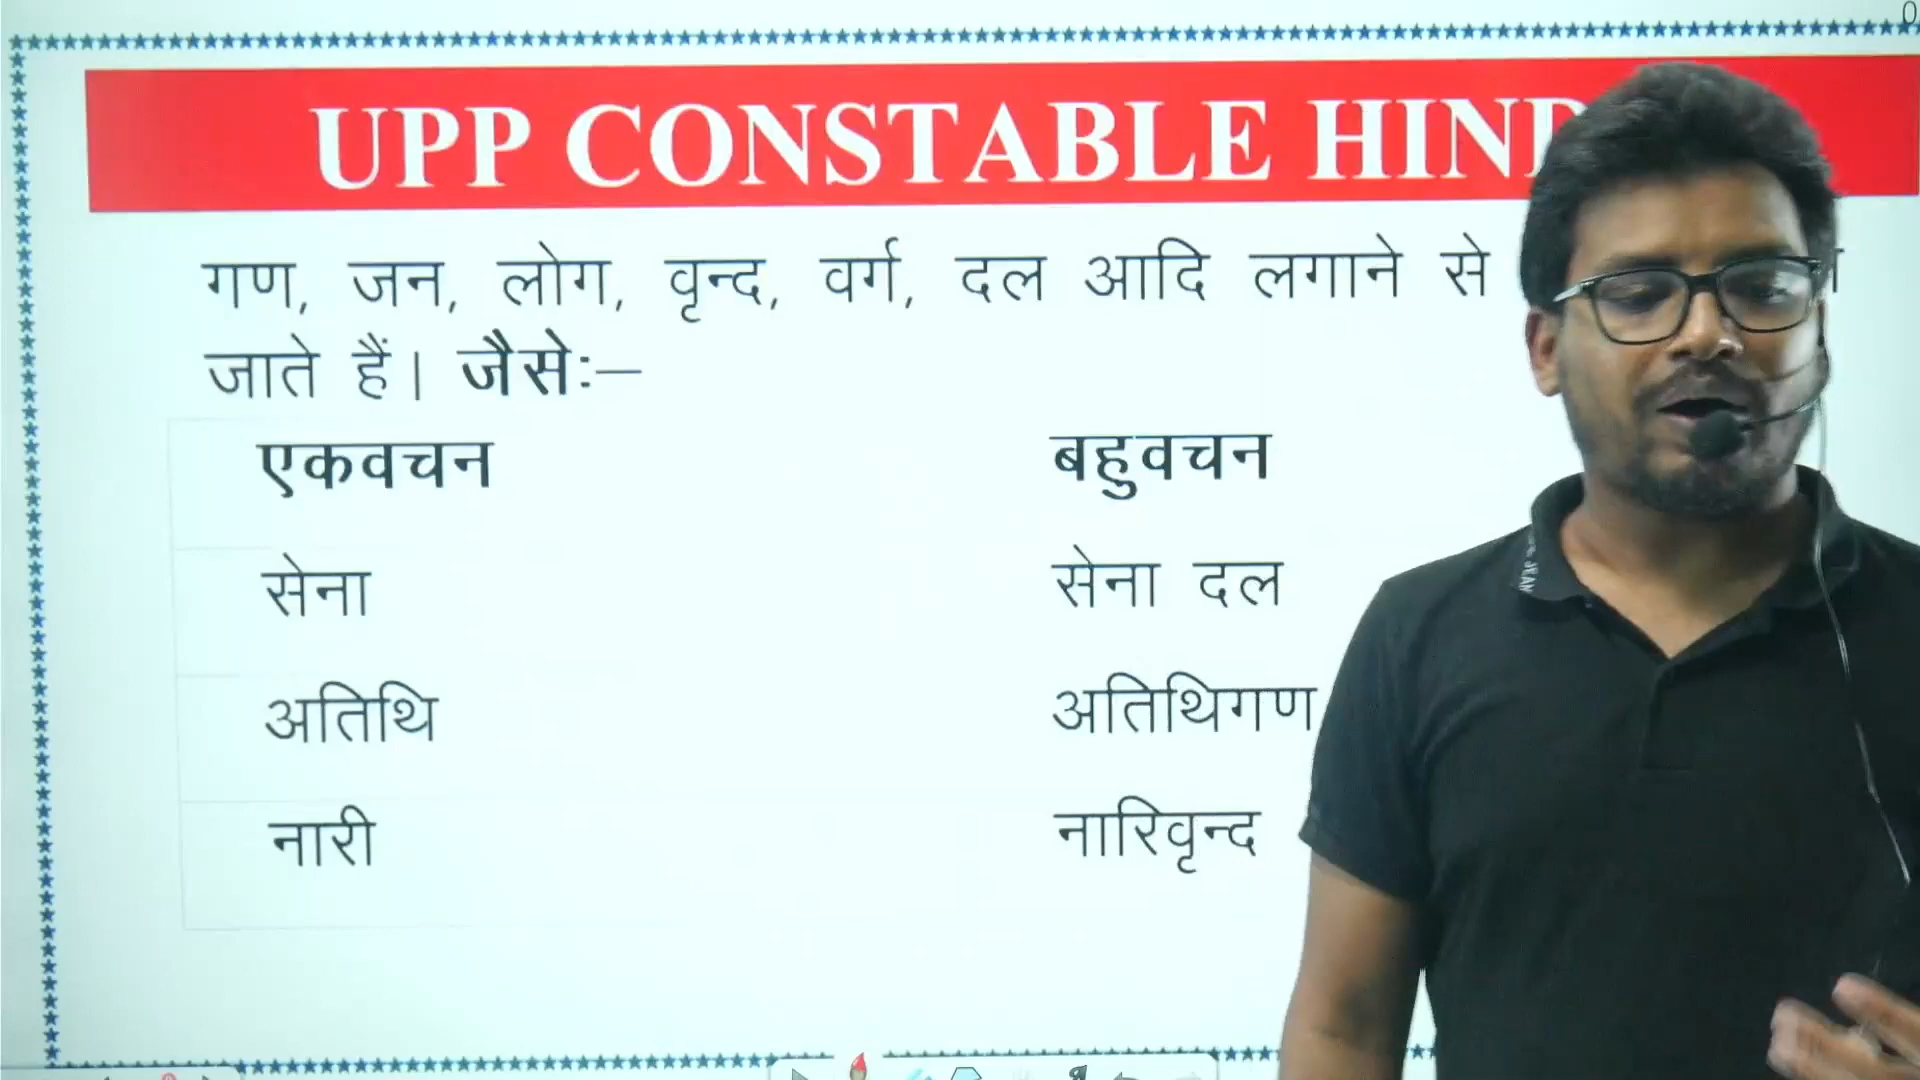 UPP CONSTABLE HIND
गण, जन, लोग, वृन्द, वर्ग, दल आदि लगाने से
जाते हैं। जैसेः–
एकवचन बहुवचन
सेना सेना दल
अतिथि अतिथिगण
नारी नारिवृन्द